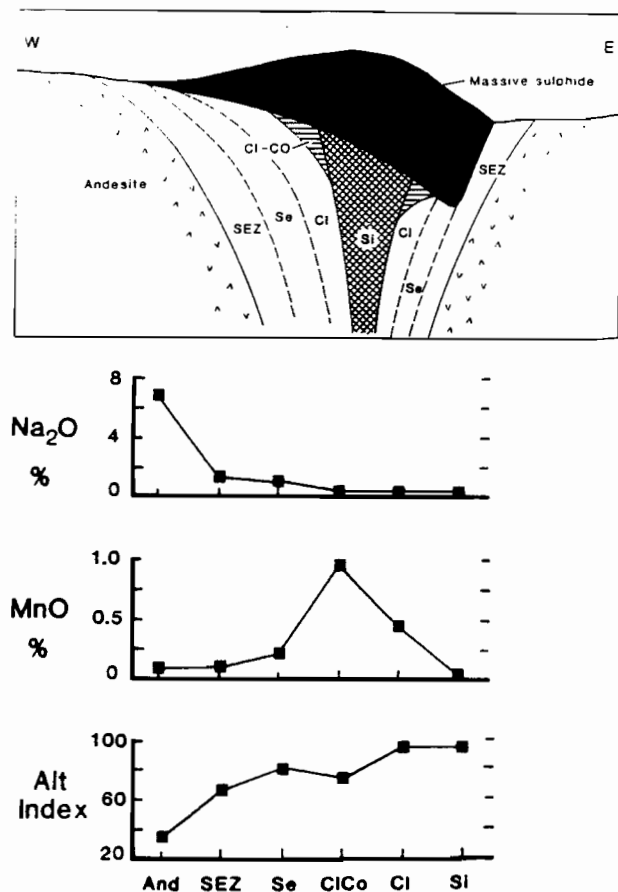 W E
Massive sulphide
Cl-CO
SEZ
Andesite
SEZ Se Cl Si Cl
Se
8
Na₂O 4
%
0
1.0
MnO 0.5
%
0
100
Alt 60
Index
20
And SEZ Se ClCo Cl Si